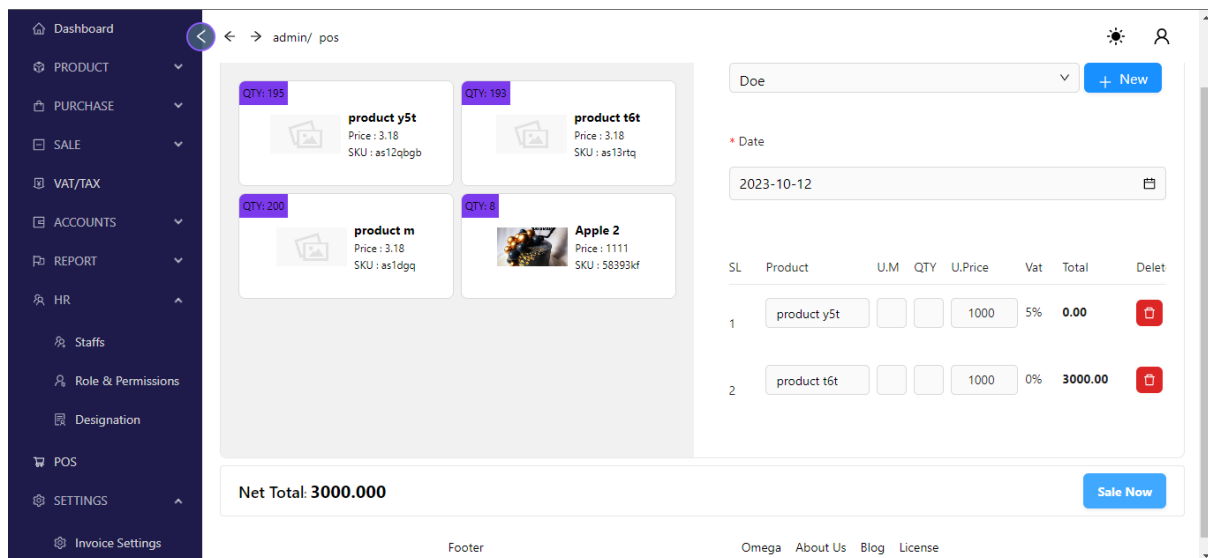 Dashboard
PRODUCT
PURCHASE
SALE
VAT/TAX
ACCOUNTS
REPORT
HR
Staffs
Role & Permissions
Designation
POS
SETTINGS
Invoice Settings
admin/ pos
QTY: 195
product y5t
Price : 3.18
SKU : as12qbgb
QTY: 193
product t6t
Price : 3.18
SKU : as13rtq
QTY: 200
product m
Price : 3.18
SKU : as1dgq
QTY: 8
Apple 2
Price : 1111
SKU : 58393kf
Doe
+ New
* Date
2023-10-12
SL Product U.M QTY U.Price Vat Total Delet
1 product y5t 1000 5% 0.00
2 product t6t 1000 0% 3000.00
Net Total: 3000.000
Sale Now
Footer
Omega About Us Blog License